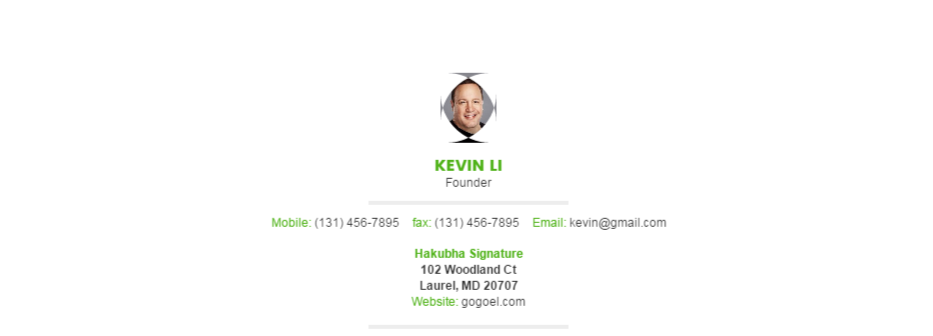 KEVIN LI
Founder
Mobile: (131) 456-7895 fax: (131) 456-7895 Email: kevin@gmail.com
Hakubha Signature
102 Woodland Ct
Laurel, MD 20707
Website: gogoel.com